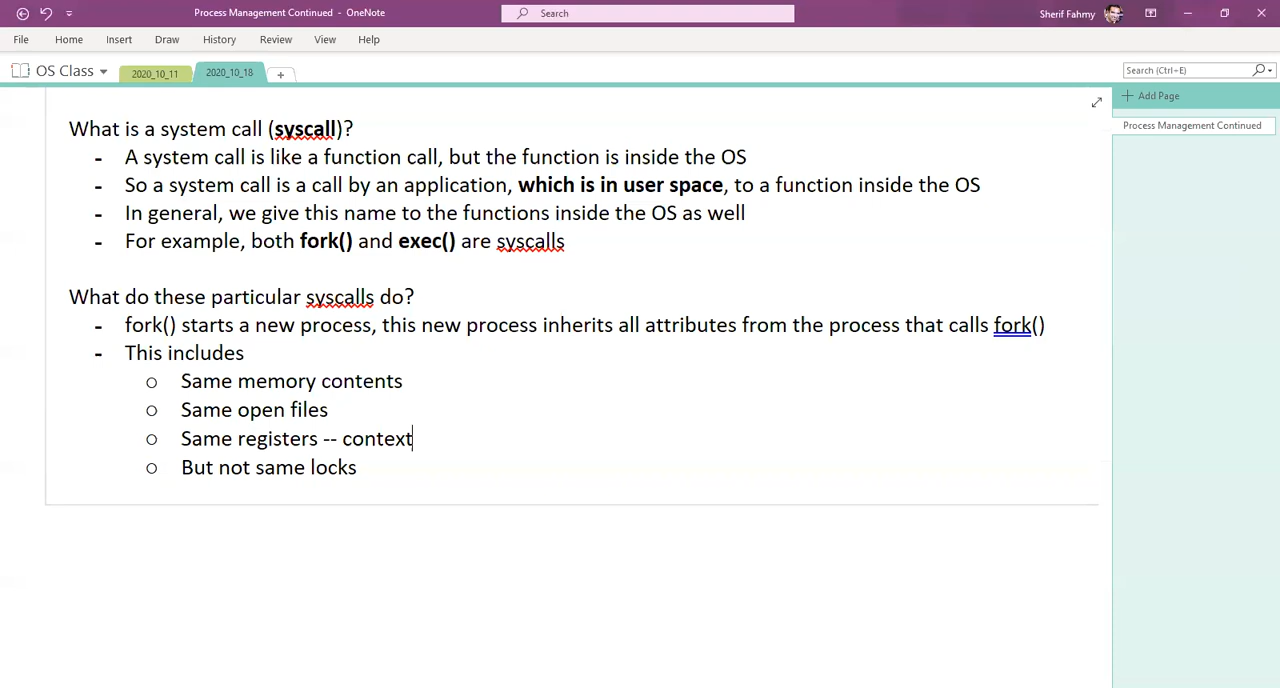 Process Management Continued - OneNote
Search
Sherif Fahmy
File Home Insert Draw History Review View Help
OS Class
2020_10_11
2020_10_18
Search (Ctrl+E)
Add Page
Process Management Continued
What is a system call (syscall)?
- A system call is like a function call, but the function is inside the OS
- So a system call is a call by an application, which is in user space, to a function inside the OS
- In general, we give this name to the functions inside the OS as well
- For example, both fork() and exec() are syscalls
What do these particular syscalls do?
- fork() starts a new process, this new process inherits all attributes from the process that calls fork()
- This includes
○ Same memory contents
○ Same open files
○ Same registers -- context
○ But not same locks